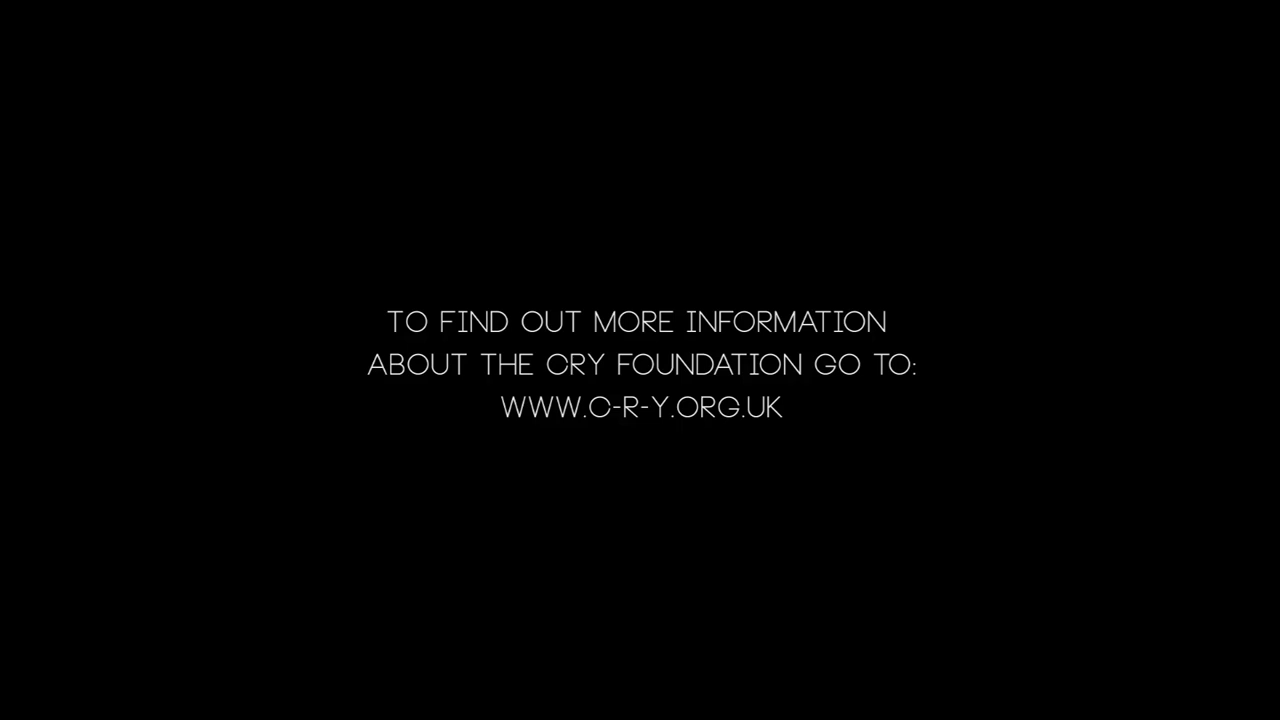 TO FIND OUT MORE INFORMATION
ABOUT THE CRY FOUNDATION GO TO:
WWW.C-R-Y.ORG.UK